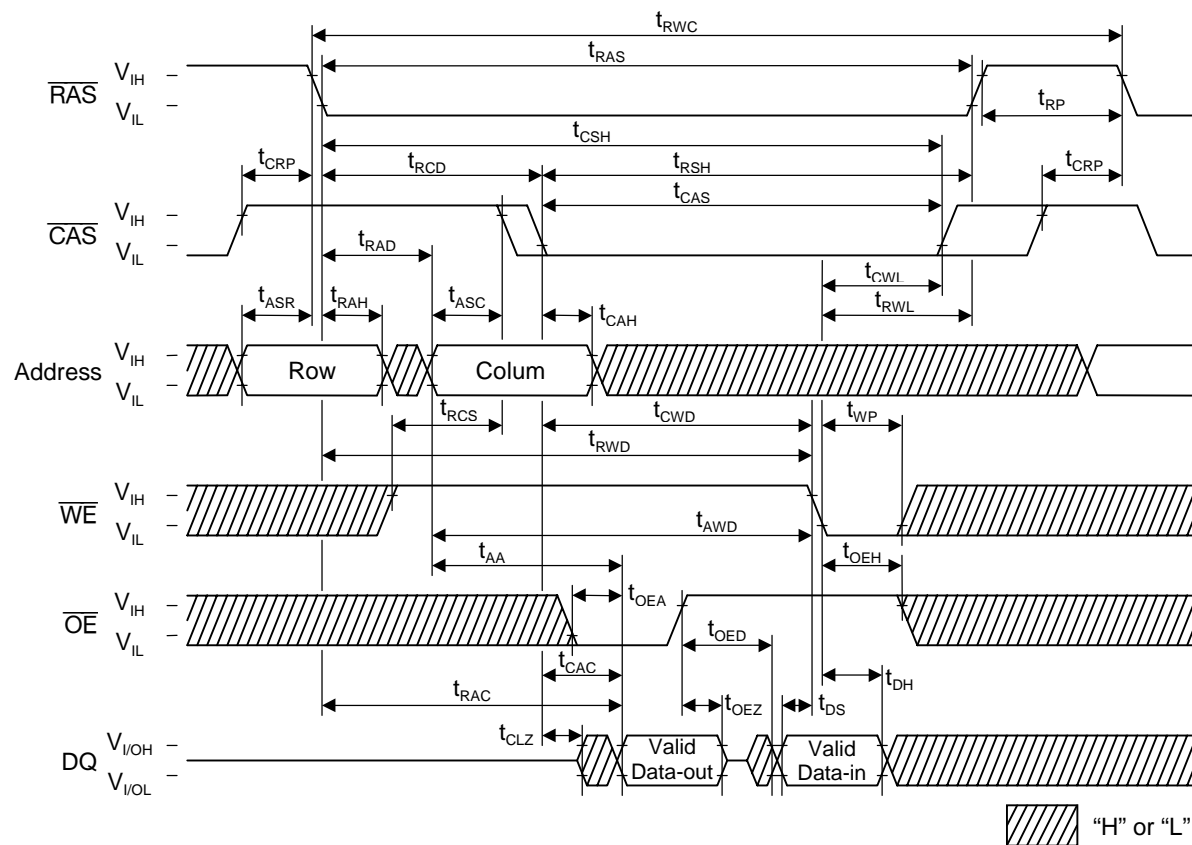 tRWC
tRAS
VIH
RAS
VIL
tRP
tCSH
tCRP
tRCD
tRSH
tCRP
tCAS
VIH
CAS
VIL
tRAD
tCWL
tRWL
tASR
tRAH
tASC
tCAH
VIH
Address
Row
Colum
VIL
tRCS
tCWD
tWP
tRWD
VIH
WE
VIL
tAWD
tAA
tOEH
tOEA
VIH
OE
VIL
tOED
tCAC
tRAC
tDH
tOEZ
tDS
tCLZ
VI/OH
DQ
VI/OL
Valid
Data-out
Valid
Data-in
“H” or “L”